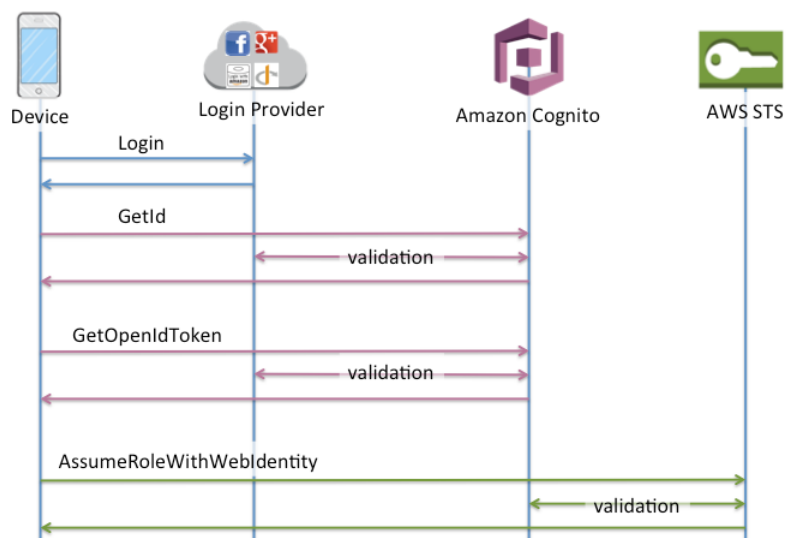 Device
Login Provider
Amazon Cognito
AWS STS
Login
GetId
validation
GetOpenIdToken
validation
AssumeRoleWithWebIdentity
validation